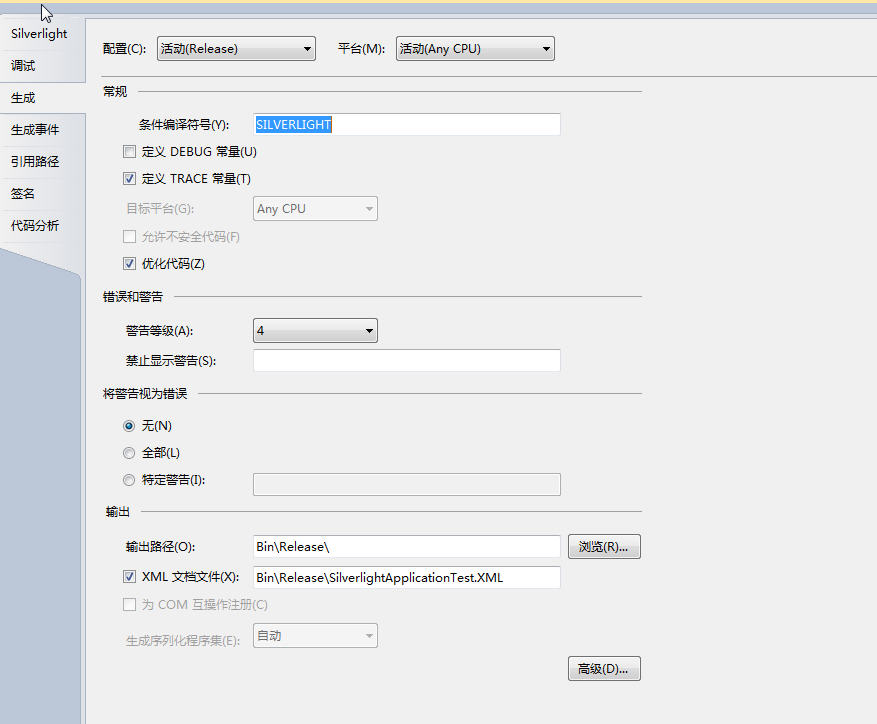 Silverlight
调试
生成
生成事件
引用路径
签名
代码分析
配置(C): 活动(Release) 平台(M): 活动(Any CPU)
常规
条件编译符号(Y): SILVERLIGHT
定义 DEBUG 常量(U)
定义 TRACE 常量(T)
目标平台(G): Any CPU
允许不安全代码(F)
优化代码(Z)
错误和警告
警告等级(A): 4
禁止显示警告(S):
将警告视为错误
无(N)
全部(L)
特定警告(I):
输出
输出路径(O): Bin\Release\ 浏览(R)...
XML 文档文件(X): Bin\Release\SilverlightApplicationTest.XML
为 COM 互操作注册(C)
生成序列化程序集(E): 自动
高级(D)...